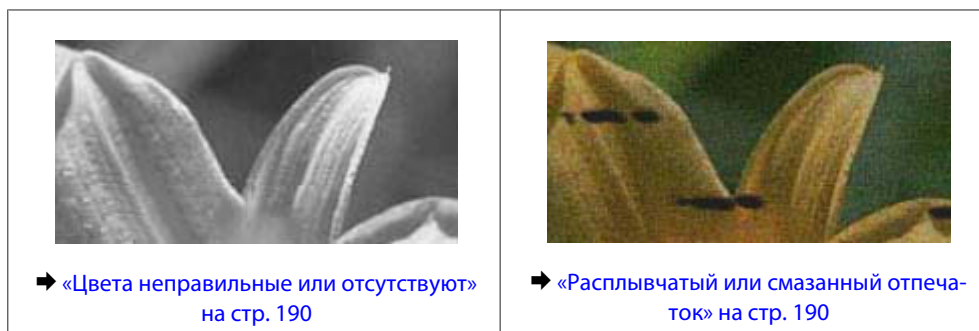 ➡ «Цвета неправильные или отсутствуют»
на стр. 190
➡ «Расплывчатый или смазанный отпеча-
ток» на стр. 190